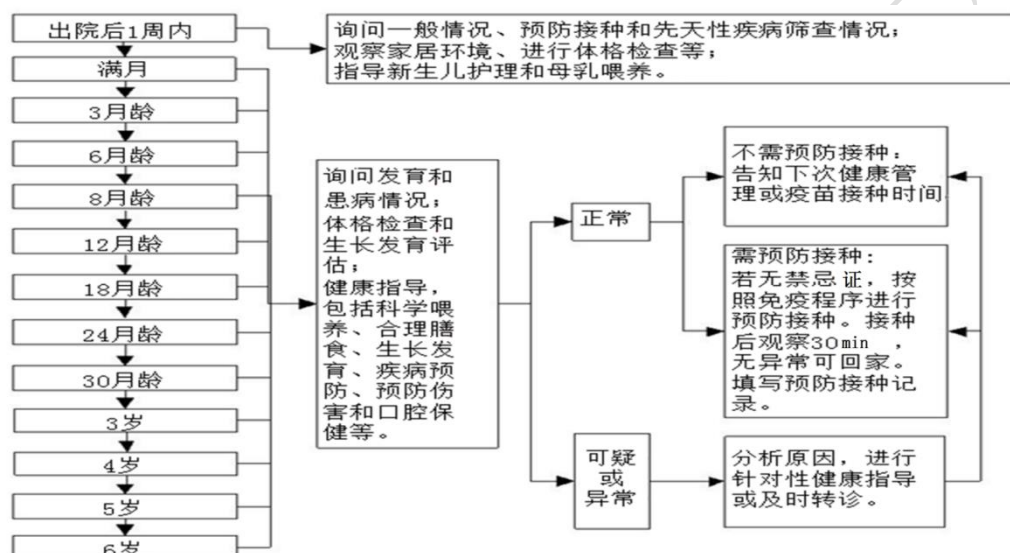 出院后1周内
满月
3月龄
6月龄
8月龄
12月龄
18月龄
24月龄
30月龄
3岁
4岁
5岁
6岁
询问一般情况、预防接种和先天性疾病筛查情况；
观察家居环境、进行体格检查等；
指导新生儿护理和母乳喂养。
询问发育和
患病情况；
体格检查和
生长发育评
估；
健康指导，
包括科学喂
养、合理膳
食、生长发
育、疾病预
防、预防伤
害和口腔保
健等。
正常
不需预防接种：
告知下次健康管
理或疫苗接种时间
需预防接种：
若无禁忌证，按
照免疫程序进行
预防接种。接种
后观察30min ，
无异常可回家。
填写预防接种记
录。
可疑
或
异常
分析原因，进行
针对性健康指导
或及时转诊。